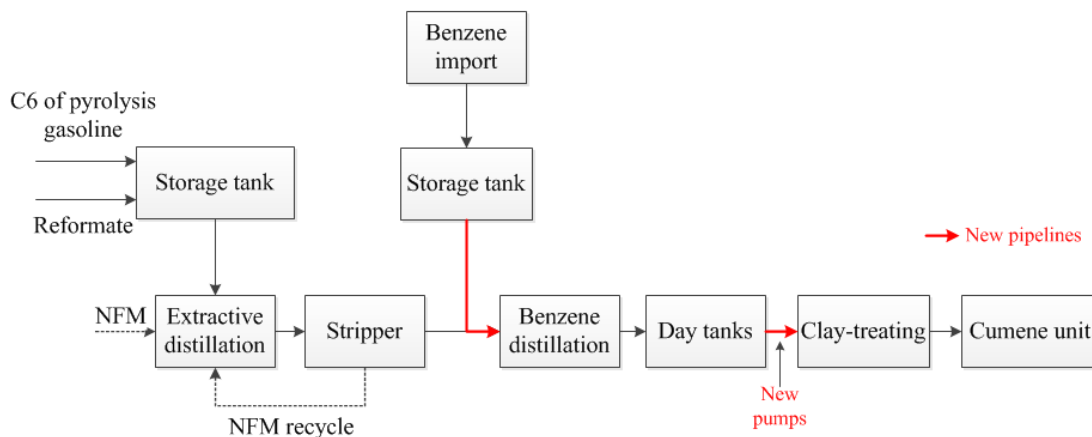 Benzene
import
C6 of pyrolysis
gasoline
Storage tank
Storage tank
Reformate
New pipelines
NFM
Extractive
distillation
Stripper
Benzene
distillation
Day tanks
Clay-treating
Cumene unit
NFM recycle
New
pumps